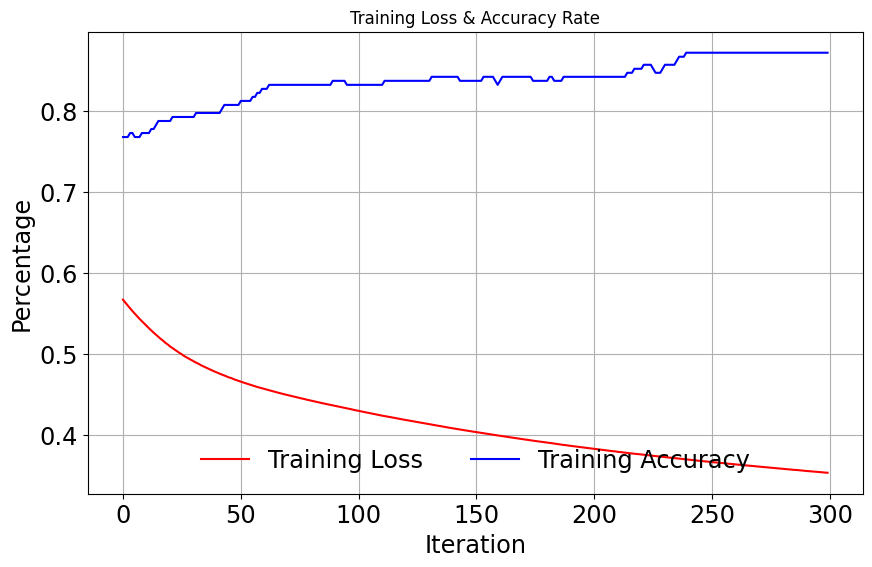 Training Loss & Accuracy Rate
Percentage
0.8
0.7
0.6
0.5
0.4
Training Loss Training Accuracy
0 50 100 150 200 250 300
Iteration